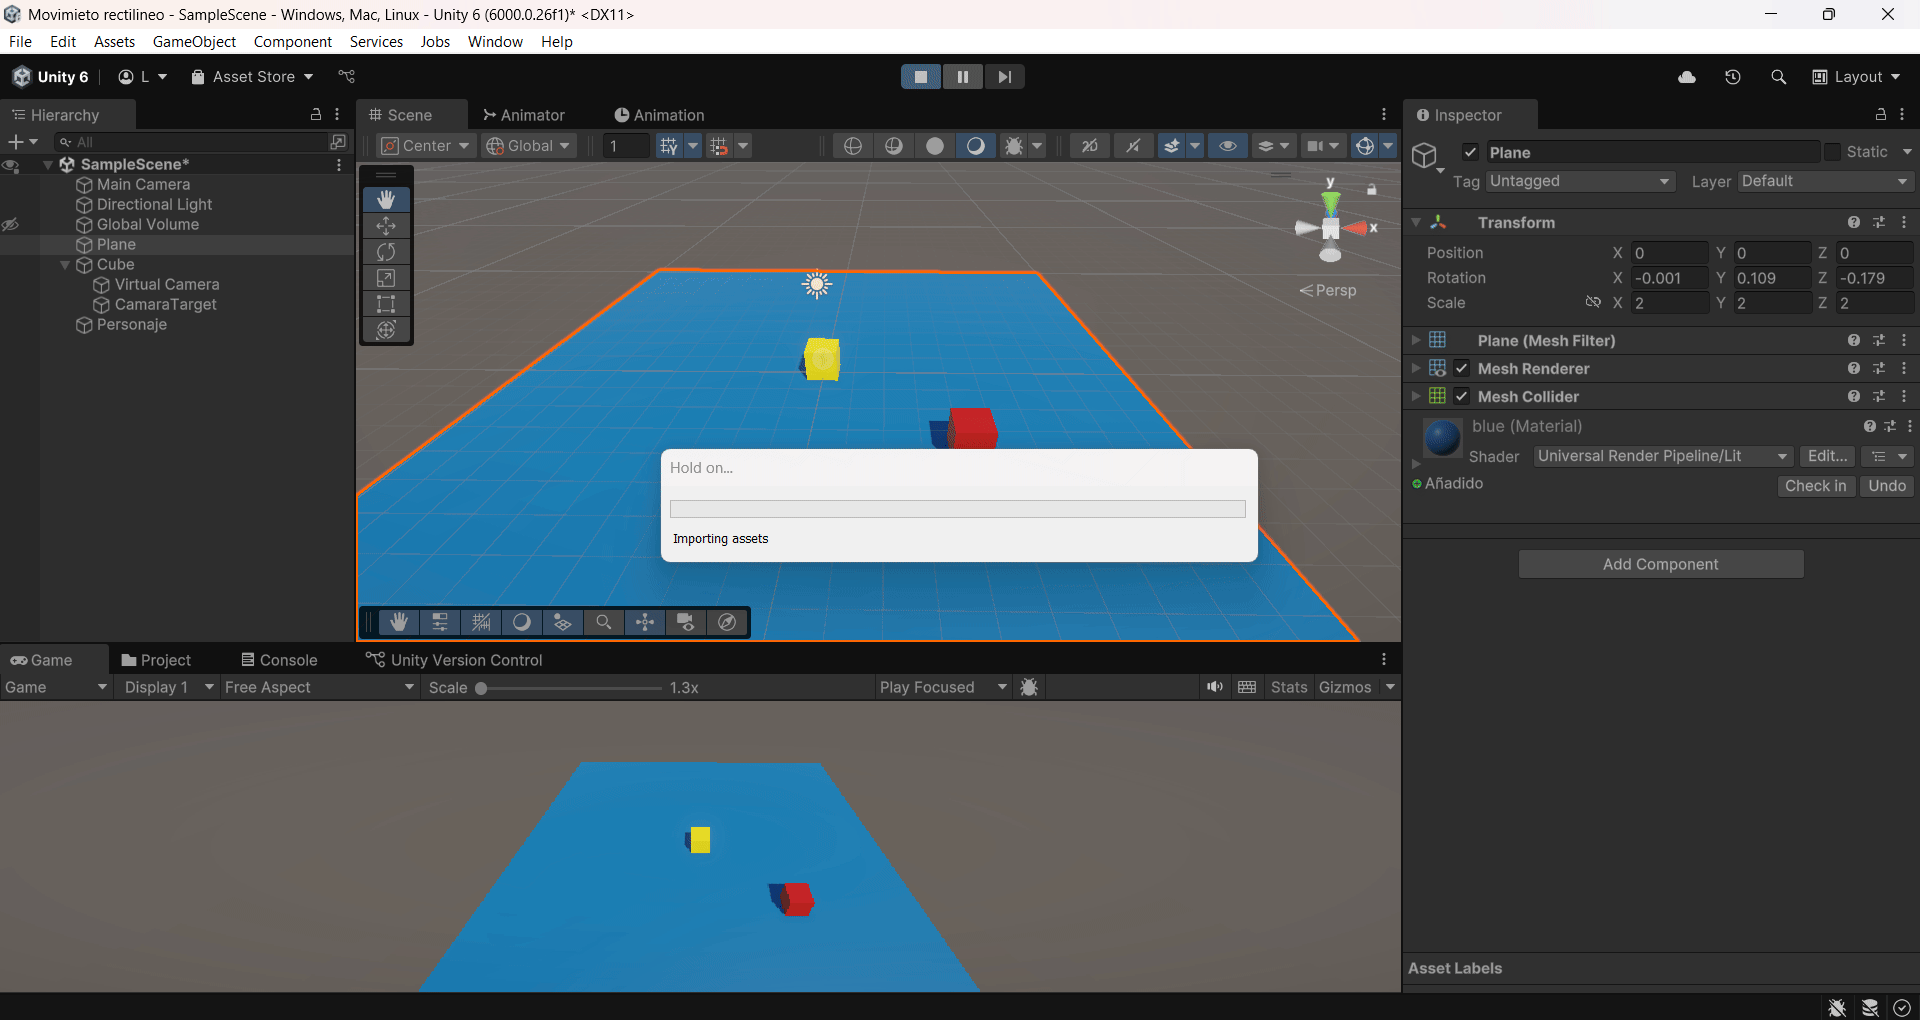 Movimieto rectilineo - SampleScene - Windows, Mac, Linux - Unity 6 (6000.0.26f1)* <DX11>
File Edit Assets GameObject Component Services Jobs Window Help
Unity 6 L Asset Store Layout
Hierarchy
All
SampleScene*
Main Camera
Directional Light
Global Volume
Plane
Cube
Virtual Camera
CamaraTarget
Personaje
Scene Animator Animation
Center Global 1 2D
y
x
Persp
Hold on...
Importing assets
Inspector
Plane Static
Tag Untagged Layer Default
Transform
Position X 0 Y 0 Z 0
Rotation X -0.001 Y 0.109 Z -0.179
Scale X 2 Y 2 Z 2
Plane (Mesh Filter)
Mesh Renderer
Mesh Collider
blue (Material)
Shader Universal Render Pipeline/Lit Edit...
Añadido Check in Undo
Add Component
Asset Labels
Game Project Console Unity Version Control
Game Display 1 Free Aspect Scale 1.3x Play Focused Stats Gizmos